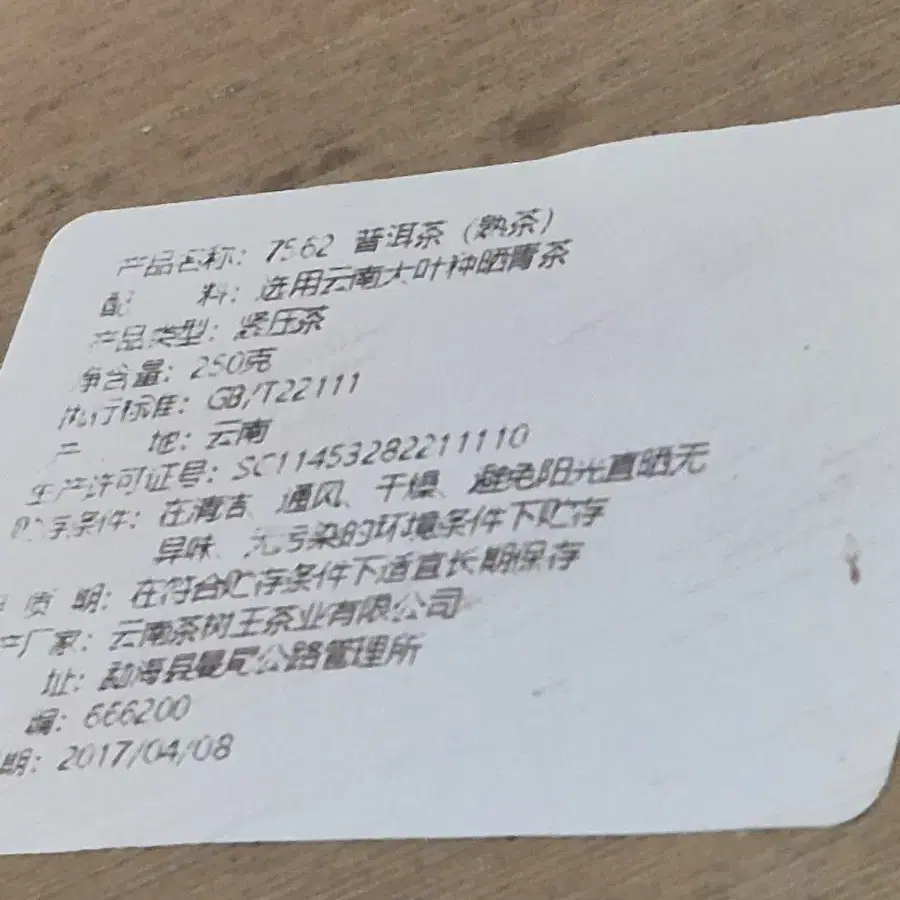 产品名称：7562 普洱茶（熟茶）
配 料：选用云南大叶种晒青茶
产品类型：紧压茶
净含量：250克
执行标准：GB/T22111
产 地：云南
生产许可证号：SC11453282211110
贮存条件：在清洁、通风、干燥、避免阳光直晒无
异味、无污染的环境条件下贮存
质 期：在符合贮存条件下适宜长期保存
产厂家：云南茶树王茶业有限公司
址：勐海县曼尾公路管理所
编：666200
期：2017/04/08